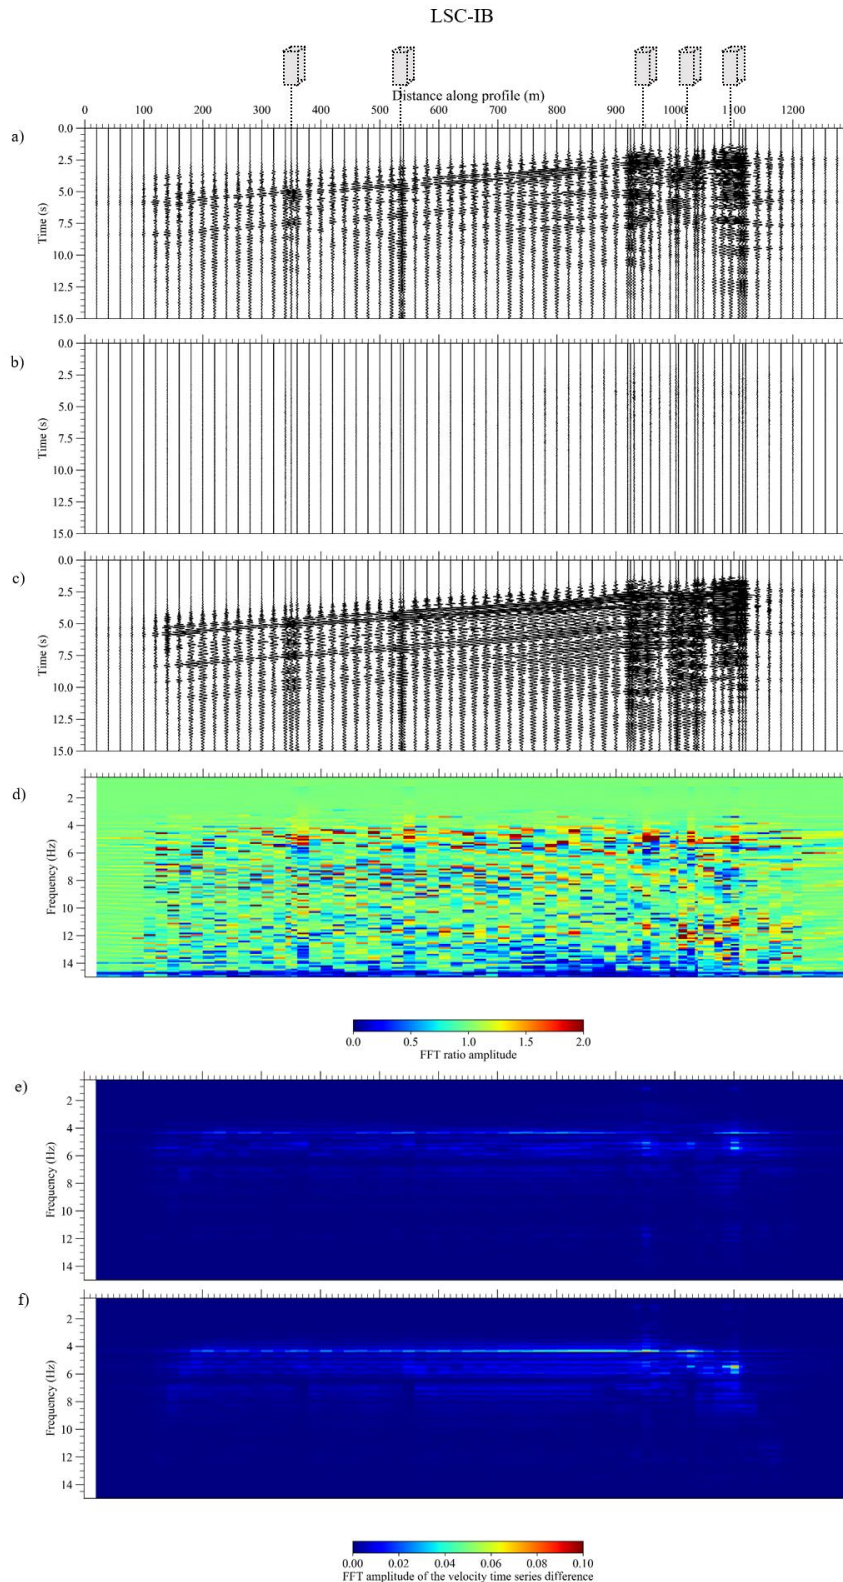 LSC-IB
Distance along profile (m)
0 100 200 300 400 500 600 700 800 900 1000 1100 1200
a)
Time (s)
0.0
2.5
5.0
7.5
10.0
12.5
15.0
b)
Time (s)
0.0
2.5
5.0
7.5
10.0
12.5
15.0
c)
Time (s)
0.0
2.5
5.0
7.5
10.0
12.5
15.0
d)
Frequency (Hz)
2
4
6
8
10
12
14
0.0 0.5 1.0 1.5 2.0
FFT ratio amplitude
e)
Frequency (Hz)
2
4
6
8
10
12
14
f)
Frequency (Hz)
2
4
6
8
10
12
14
0.00 0.02 0.04 0.06 0.08 0.10
FFT amplitude of the velocity time series difference